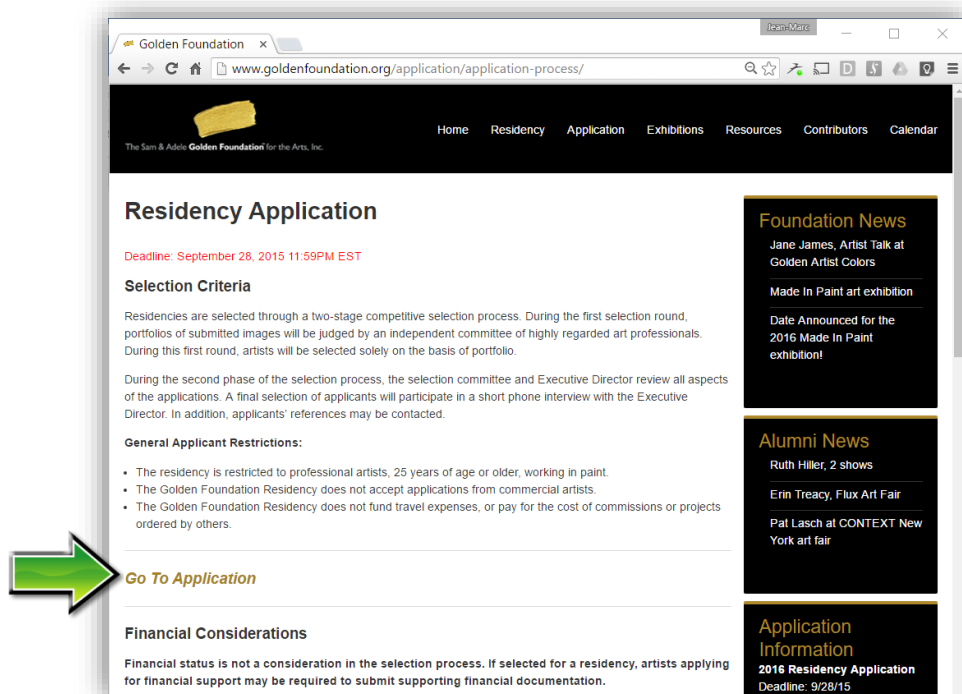 Jean-Marc
Golden Foundation
www.goldenfoundation.org/application/application-process/
The Sam & Adele Golden Foundation for the Arts, Inc.
Home Residency Application Exhibitions Resources Contributors Calendar
Residency Application
Deadline: September 28, 2015 11:59PM EST
Selection Criteria
Residencies are selected through a two-stage competitive selection process. During the first selection round,
portfolios of submitted images will be judged by an independent committee of highly regarded art professionals.
During this first round, artists will be selected solely on the basis of portfolio.
During the second phase of the selection process, the selection committee and Executive Director review all aspects
of the applications. A final selection of applicants will participate in a short phone interview with the Executive
Director. In addition, applicants' references may be contacted.
General Applicant Restrictions:
• The residency is restricted to professional artists, 25 years of age or older, working in paint.
• The Golden Foundation Residency does not accept applications from commercial artists.
• The Golden Foundation Residency does not fund travel expenses, or pay for the cost of commissions or projects
ordered by others.
Go To Application
Financial Considerations
Financial status is not a consideration in the selection process. If selected for a residency, artists applying
for financial support may be required to submit supporting financial documentation.
Foundation News
Jane James, Artist Talk at
Golden Artist Colors
Made In Paint art exhibition
Date Announced for the
2016 Made In Paint
exhibition!
Alumni News
Ruth Hiller, 2 shows
Erin Treacy, Flux Art Fair
Pat Lasch at CONTEXT New
York art fair
Application
Information
2016 Residency Application
Deadline: 9/28/15